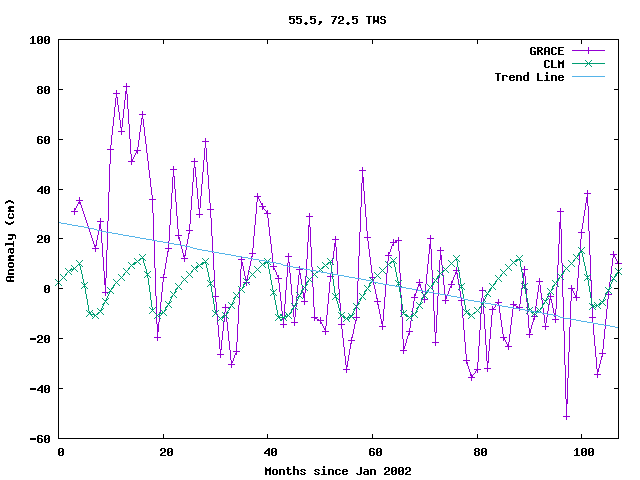 55.5, 72.5 TWS
100
80
60
40
20
0
-20
-40
-60
0 20 40 60 80 100
Anomaly (cm)
Months since Jan 2002
GRACE
CLM
Trend Line